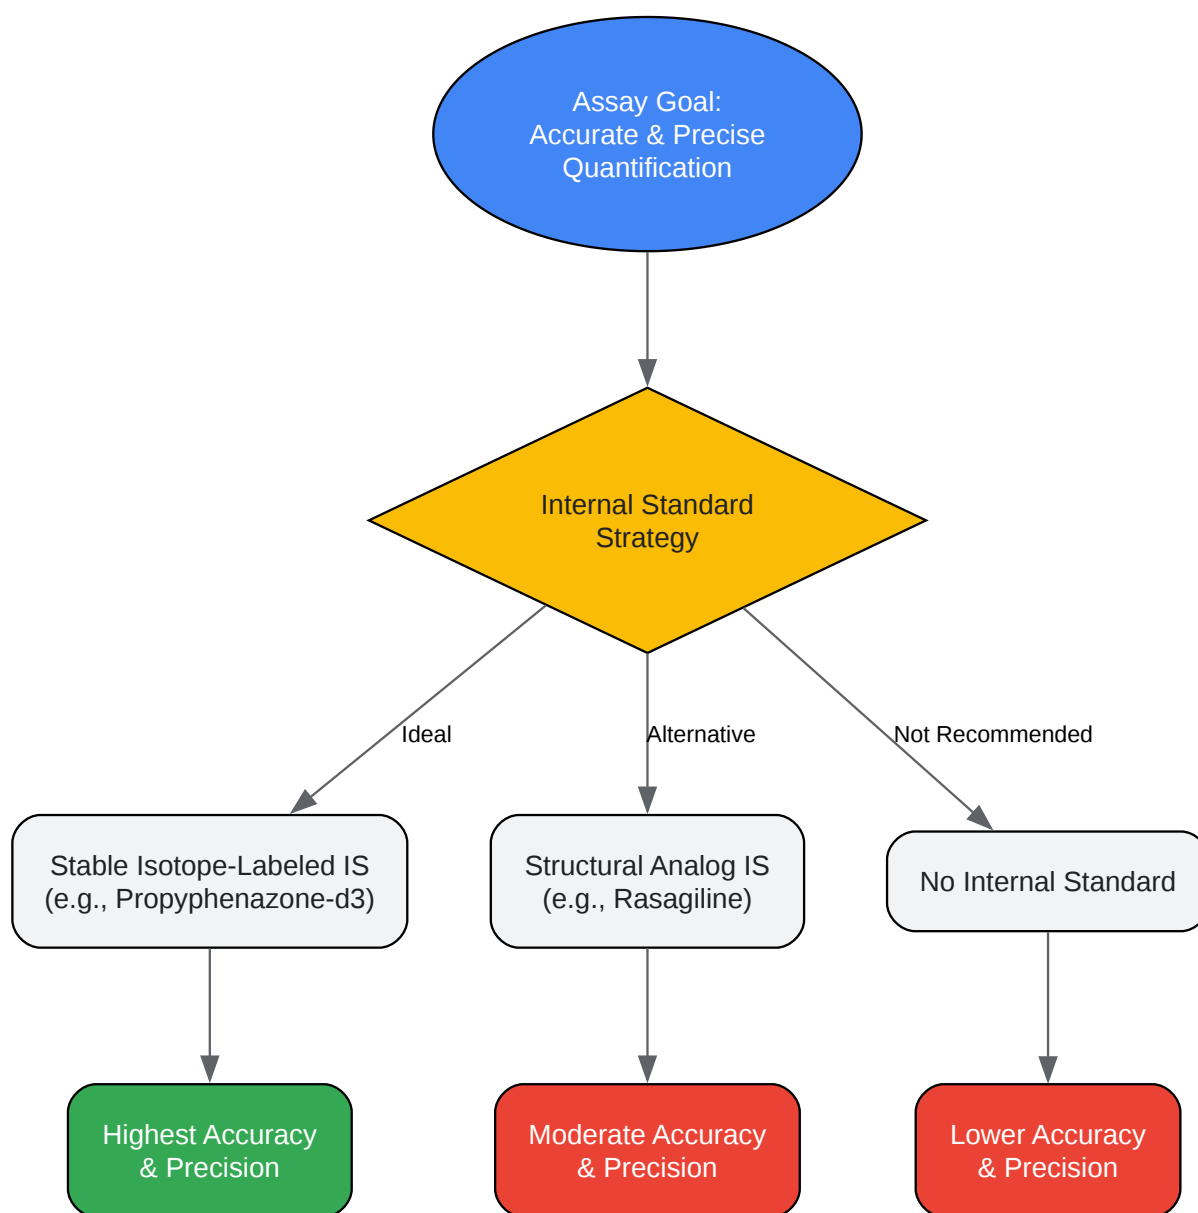 Assay Goal:
Accurate & Precise
Quantification
Internal Standard
Strategy
Ideal
Alternative
Not Recommended
Stable Isotope-Labeled IS
(e.g., Propyphenazone-d3)
Structural Analog IS
(e.g., Rasagiline)
No Internal Standard
Highest Accuracy
& Precision
Moderate Accuracy
& Precision
Lower Accuracy
& Precision